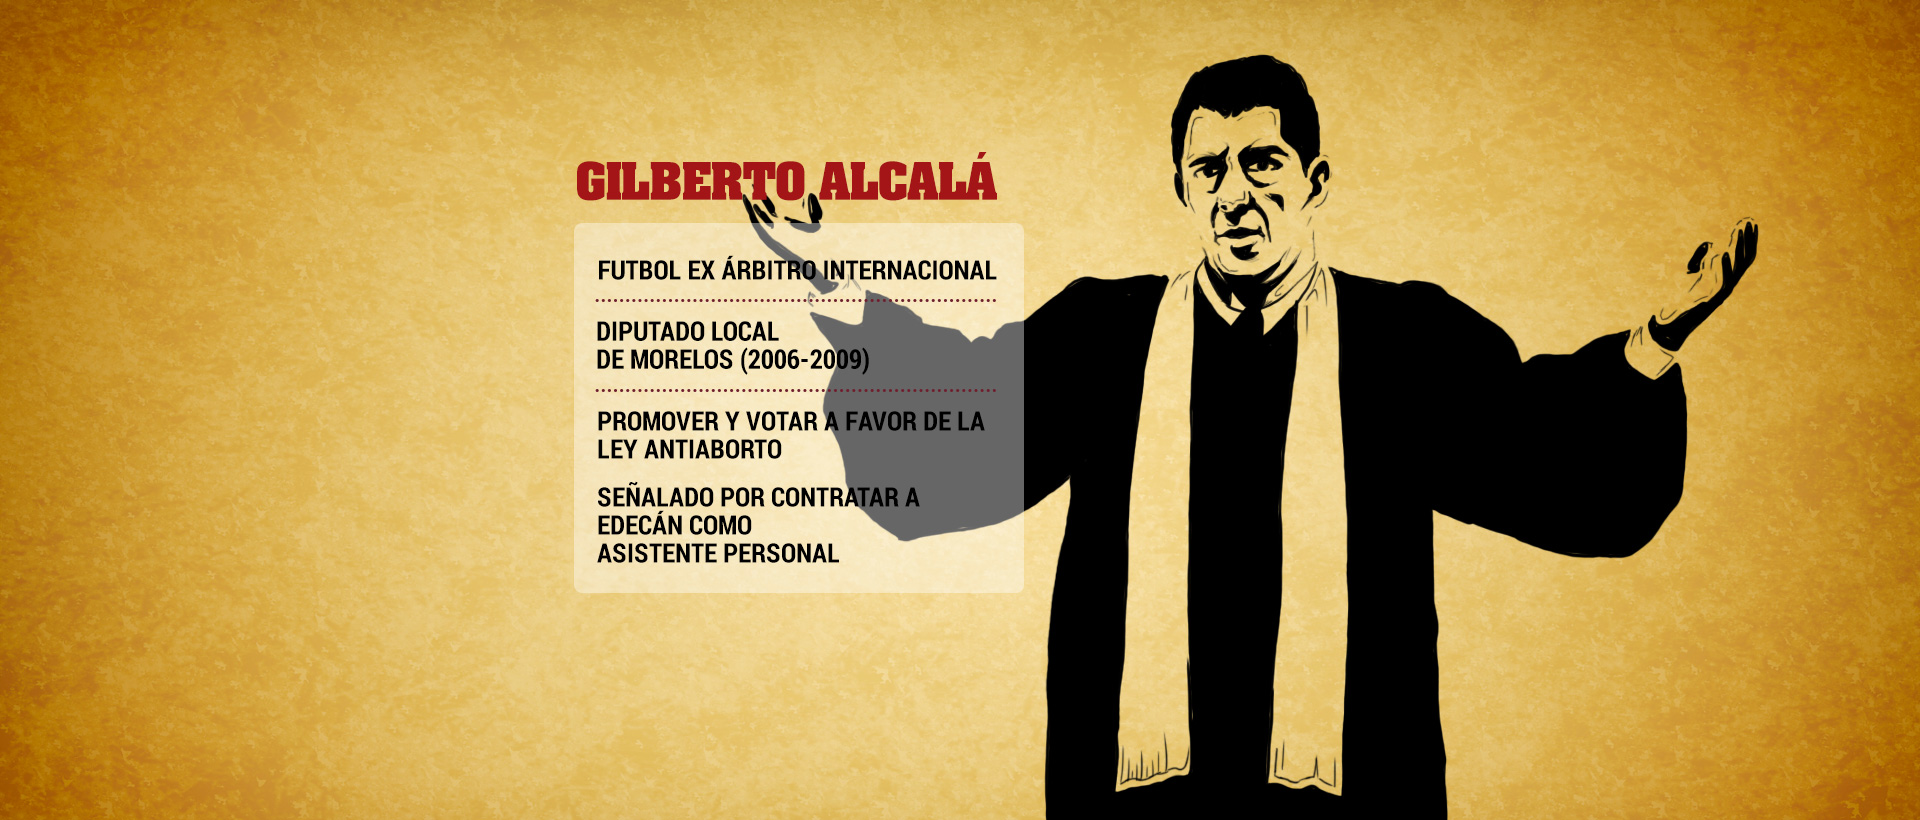 GILBERTO ALCALÁ
FUTBOL EX ÁRBITRO INTERNACIONAL
DIPUTADO LOCAL
DE MORELOS (2006-2009)
PROMOVER Y VOTAR A FAVOR DE LA
LEY ANTIABORTO
SEÑALADO POR CONTRATAR A
EDECÁN COMO
ASISTENTE PERSONAL